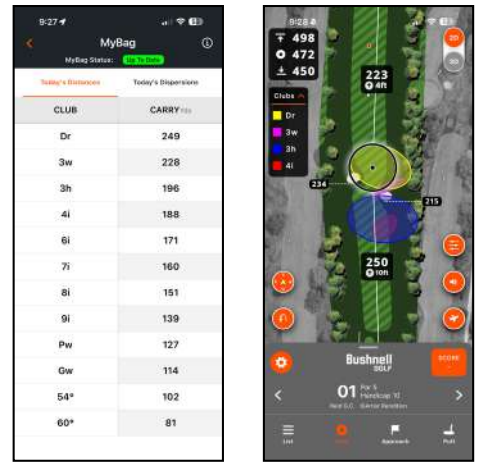 9:27
MyBag
MyBag Status: Up To Date
Today's Distances Today's Dispersions
CLUB CARRY
Dr 249
3w 228
3h 196
4i 188
6i 171
7i 160
8i 151
9i 139
Pw 127
Gw 114
54° 102
60° 81
9:28
498
472
450
2D
3D
223
4ft
Clubs
Dr
3w
3h
4i
234
215
250
10ft
Bushnell
GOLF
SCORE
01 Par 5
Handicap 10
List
Approach
Putt